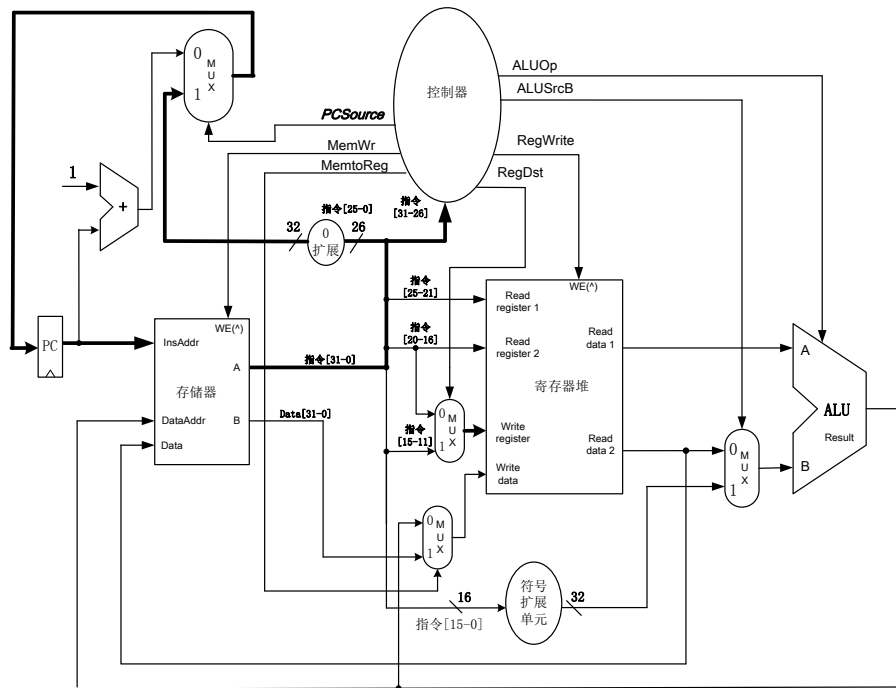 0
M
U
X
1
控制器
ALUOp
ALUSrcB
PCSource
MemWr
RegWrite
MemtoReg
RegDst
1
+
指令[25-0]
指令
[31-26]
32
26
0
扩展
指令
[25-21]
WE(^)
Read
register 1
WE(^)
PC
InsAddr
指令
[20-16]
Read
register 2
Read
data 1
A
A
指令[31-0]
存储器
寄存器堆
B
Data[31-0]
DataAddr
0
M
U
X
1
指令
[15-11]
Write
register
ALU
Data
Read
data 2
Result
0
M
U
X
1
B
Write
data
0
M
U
X
1
16
符号
扩展
单元
32
指令[15-0]